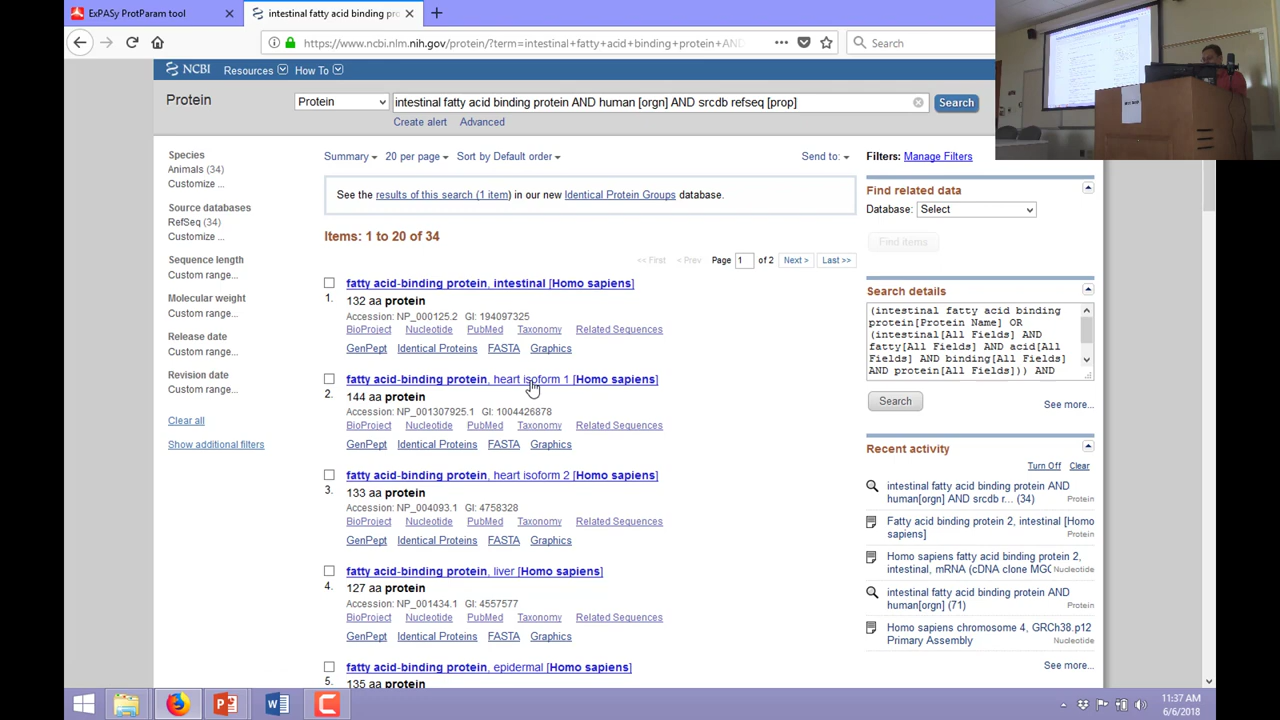 ExPASy ProtParam tool
intestinal fatty acid binding pro
https://www.ncbi.nlm.nih.gov/protein/?term=intestinal+fatty+acid+binding+protein+AND
Search
NCBI Resources How To
Protein
Protein
intestinal fatty acid binding protein AND human [orgn] AND srcdb refseq [prop]
Search
Create alert Advanced
Species
Animals (34)
Customize ...
Source databases
RefSeq (34)
Customize ...
Sequence length
Custom range...
Molecular weight
Custom range...
Release date
Custom range...
Revision date
Custom range...
Clear all
Show additional filters
Summary 20 per page Sort by Default order Send to:
See the results of this search (1 item) in our new Identical Protein Groups database.
Items: 1 to 20 of 34
<< First < Prev Page 1 of 2 Next > Last >>
fatty acid-binding protein, intestinal [Homo sapiens]
1. 132 aa protein
Accession: NP_000125.2 GI: 194097325
BioProject Nucleotide PubMed Taxonomy Related Sequences
GenPept Identical Proteins FASTA Graphics
fatty acid-binding protein, heart isoform 1 [Homo sapiens]
2. 144 aa protein
Accession: NP_001307925.1 GI: 1004426878
BioProject Nucleotide PubMed Taxonomy Related Sequences
GenPept Identical Proteins FASTA Graphics
fatty acid-binding protein, heart isoform 2 [Homo sapiens]
3. 133 aa protein
Accession: NP_004093.1 GI: 4758328
BioProject Nucleotide PubMed Taxonomy Related Sequences
GenPept Identical Proteins FASTA Graphics
fatty acid-binding protein, liver [Homo sapiens]
4. 127 aa protein
Accession: NP_001434.1 GI: 4557577
BioProject Nucleotide PubMed Taxonomy Related Sequences
GenPept Identical Proteins FASTA Graphics
fatty acid-binding protein, epidermal [Homo sapiens]
5. 135 aa protein
Filters: Manage Filters
Find related data
Database: Select
Find items
Search details
(intestinal fatty acid binding
protein[Protein Name] OR
(intestinal[All Fields] AND
fatty[All Fields] AND acid[All
Fields] AND binding[All Fields]
AND protein[All Fields])) AND
Search
See more...
Recent activity
Turn Off Clear
intestinal fatty acid binding protein AND
human[orgn] AND srcdb r... (34) Protein
Fatty acid binding protein 2, intestinal [Homo
sapiens] Protein
Homo sapiens fatty acid binding protein 2,
intestinal, mRNA (cDNA clone MGC Nucleotide
intestinal fatty acid binding protein AND
human[orgn] (71) Protein
Homo sapiens chromosome 4, GRCh38.p12
Primary Assembly Nucleotide
See more...
11:37 AM
6/6/2018